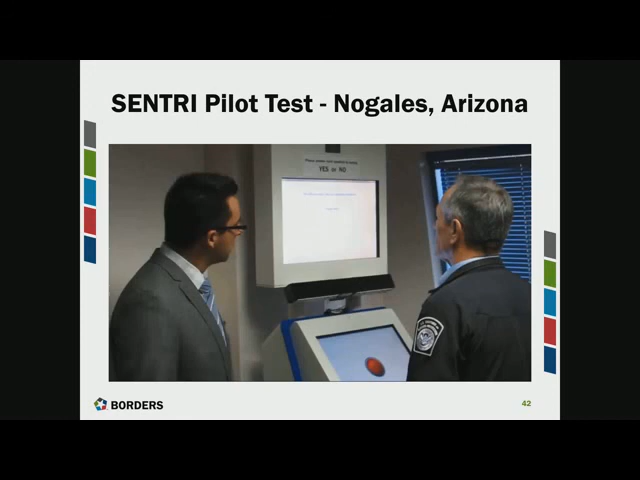 SENTRI Pilot Test - Nogales, Arizona
YES or NO
BORDERS
42